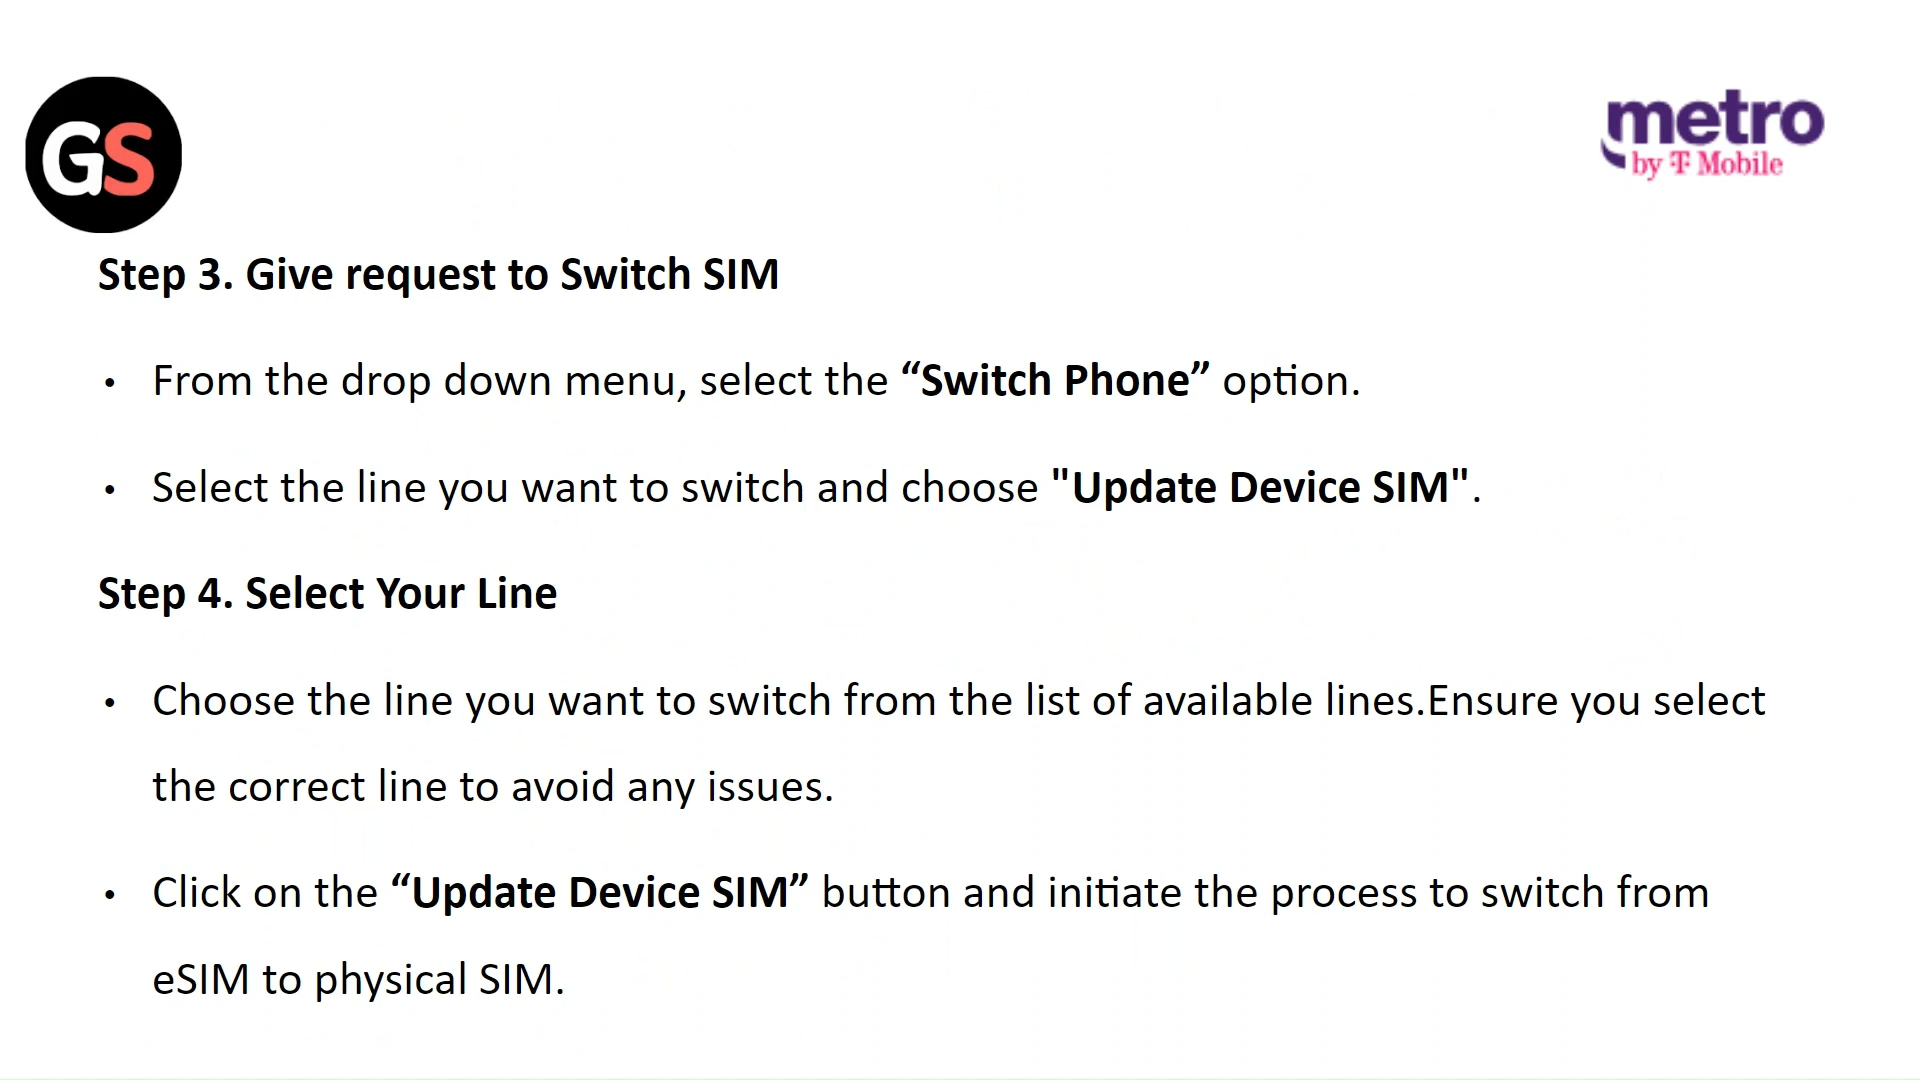 GS
metro
by T Mobile
Step 3. Give request to Switch SIM
• From the drop down menu, select the “Switch Phone” option.
• Select the line you want to switch and choose "Update Device SIM".
Step 4. Select Your Line
• Choose the line you want to switch from the list of available lines.Ensure you select
the correct line to avoid any issues.
• Click on the “Update Device SIM” button and initiate the process to switch from
eSIM to physical SIM.